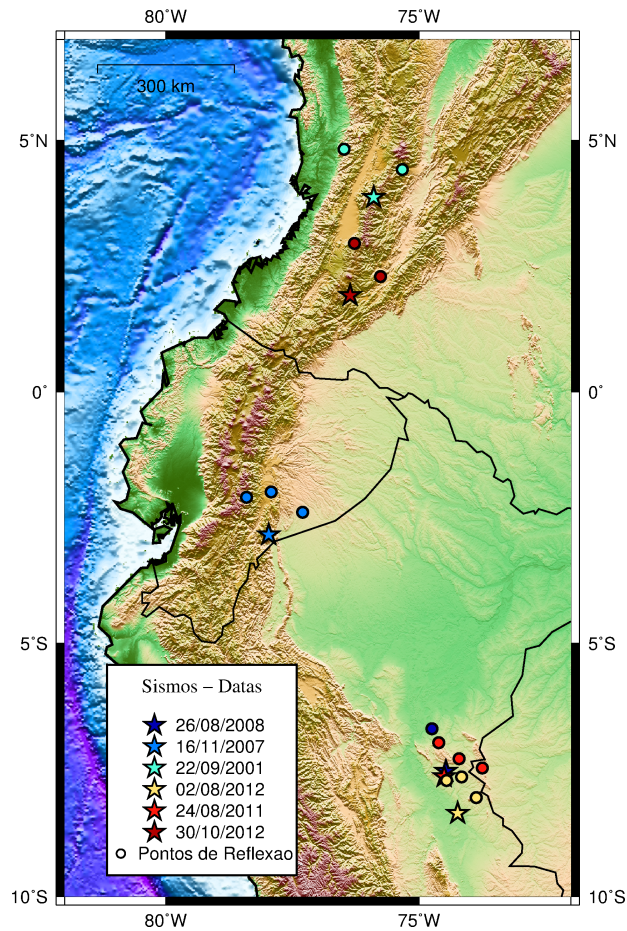 80˚W 75˚W
300 km
5˚N 5˚N
0˚ 0˚
5˚S 5˚S
Sismos – Datas
26/08/2008
16/11/2007
22/09/2001
02/08/2012
24/08/2011
30/10/2012
Pontos de Reflexao
10˚S 10˚S
80˚W 75˚W